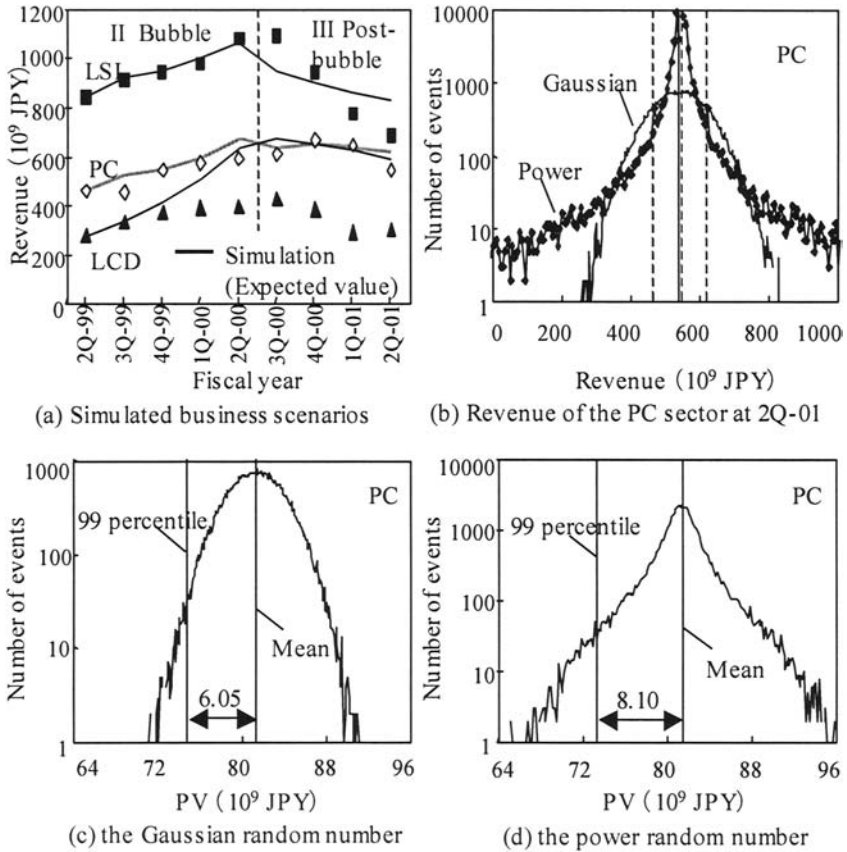 1200
1000
800
600
400
200
0
Revenue (10⁹ JPY)
II Bubble
III Post-
bubble
LSI
PC
LCD
Simulation
(Expected value)
2Q-99
3Q-99
4Q-99
1Q-00
2Q-00
3Q-00
4Q-00
1Q-01
2Q-01
Fiscal year
(a) Simulated business scenarios
10000
1000
100
10
1
Number of events
PC
Gaussian
Power
0 200 400 600 800 1000
Revenue (10⁹ JPY)
(b) Revenue of the PC sector at 2Q-01
1000
100
10
1
Number of events
PC
99 percentile
Mean
6.05
64 72 80 88 96
PV (10⁹ JPY)
(c) the Gaussian random number
10000
1000
100
10
1
Number of events
PC
99 percentile
Mean
8.10
64 72 80 88 96
PV (10⁹ JPY)
(d) the power random number